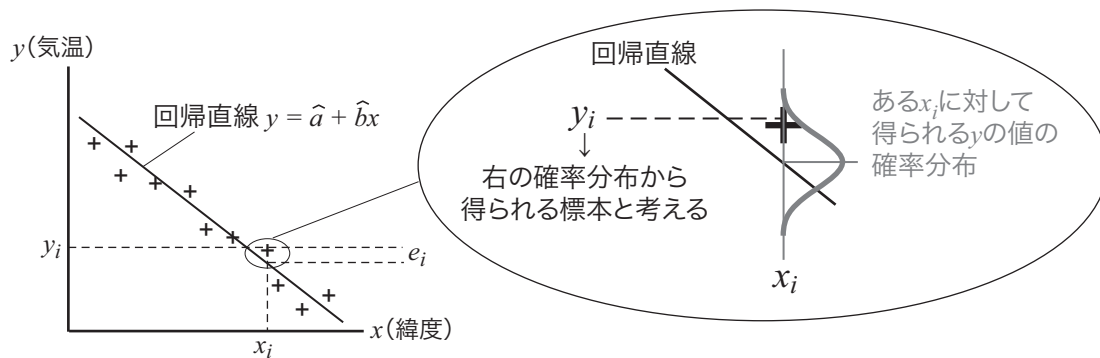 y（気温）
回帰直線 y = â + b̂x
y_i
e_i
x（緯度）
x_i
回帰直線
y_i
↓
右の確率分布から
得られる標本と考える
あるx_iに対して
得られるyの値の
確率分布
x_i